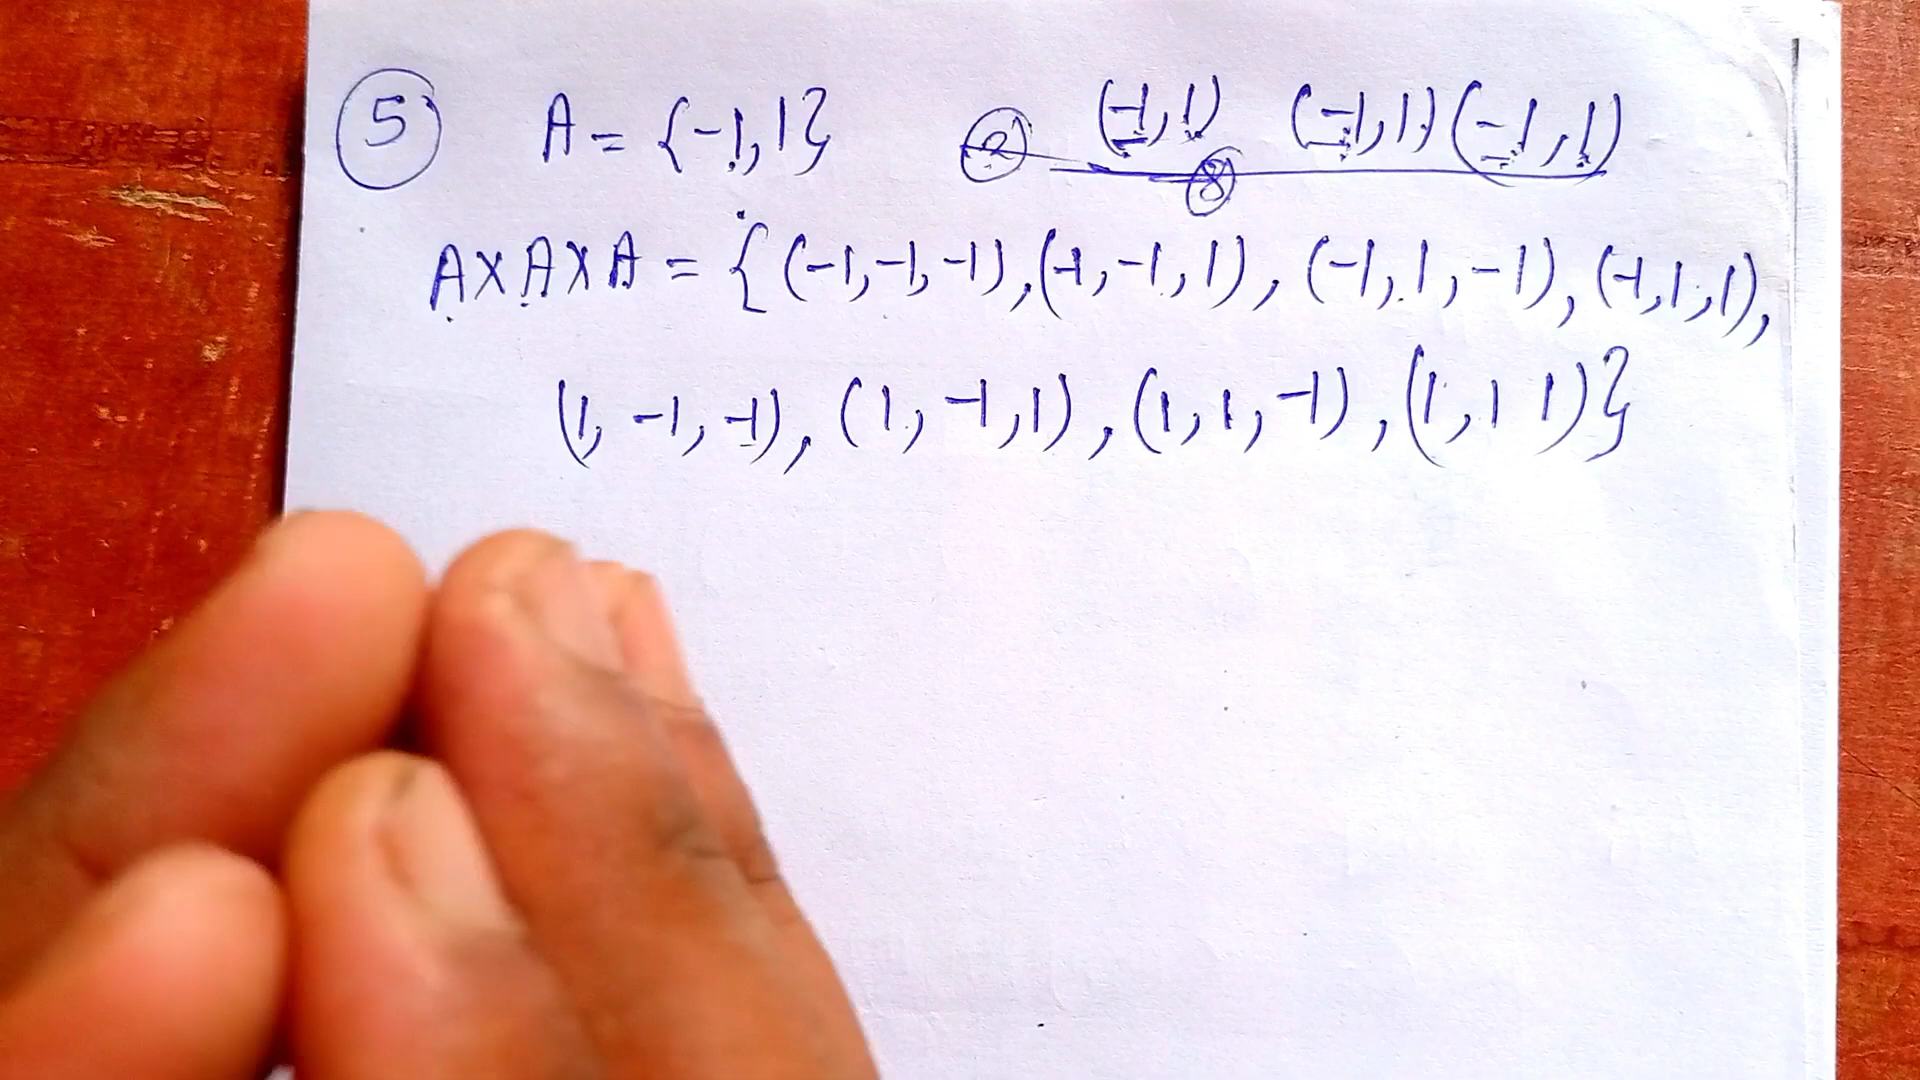 5 A = {-1, 1} 2 (-1, 1) (-1, 1) (-1, 1)
8
A X A X A = { (-1, -1, -1), (-1, -1, 1), (-1, 1, -1), (-1, 1, 1),
(1, -1, -1), (1, -1, 1), (1, 1, -1), (1, 1 1) }